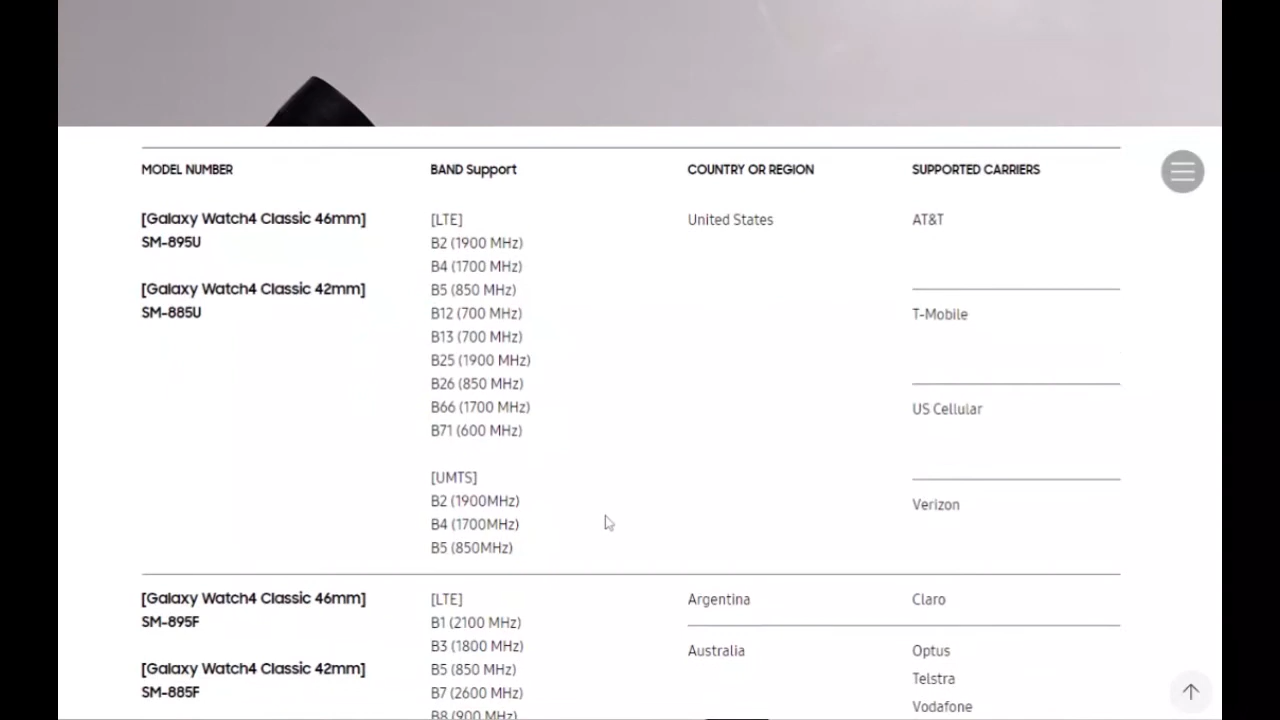 MODEL NUMBER
BAND Support
COUNTRY OR REGION
SUPPORTED CARRIERS
[Galaxy Watch4 Classic 46mm]
SM-895U
[Galaxy Watch4 Classic 42mm]
SM-885U
[LTE]
B2 (1900 MHz)
B4 (1700 MHz)
B5 (850 MHz)
B12 (700 MHz)
B13 (700 MHz)
B25 (1900 MHz)
B26 (850 MHz)
B66 (1700 MHz)
B71 (600 MHz)
[UMTS]
B2 (1900MHz)
B4 (1700MHz)
B5 (850MHz)
United States
AT&T
T-Mobile
US Cellular
Verizon
[Galaxy Watch4 Classic 46mm]
SM-895F
[Galaxy Watch4 Classic 42mm]
SM-885F
[LTE]
B1 (2100 MHz)
B3 (1800 MHz)
B5 (850 MHz)
B7 (2600 MHz)
B8 (900 MHz)
Argentina
Claro
Australia
Optus
Telstra
Vodafone